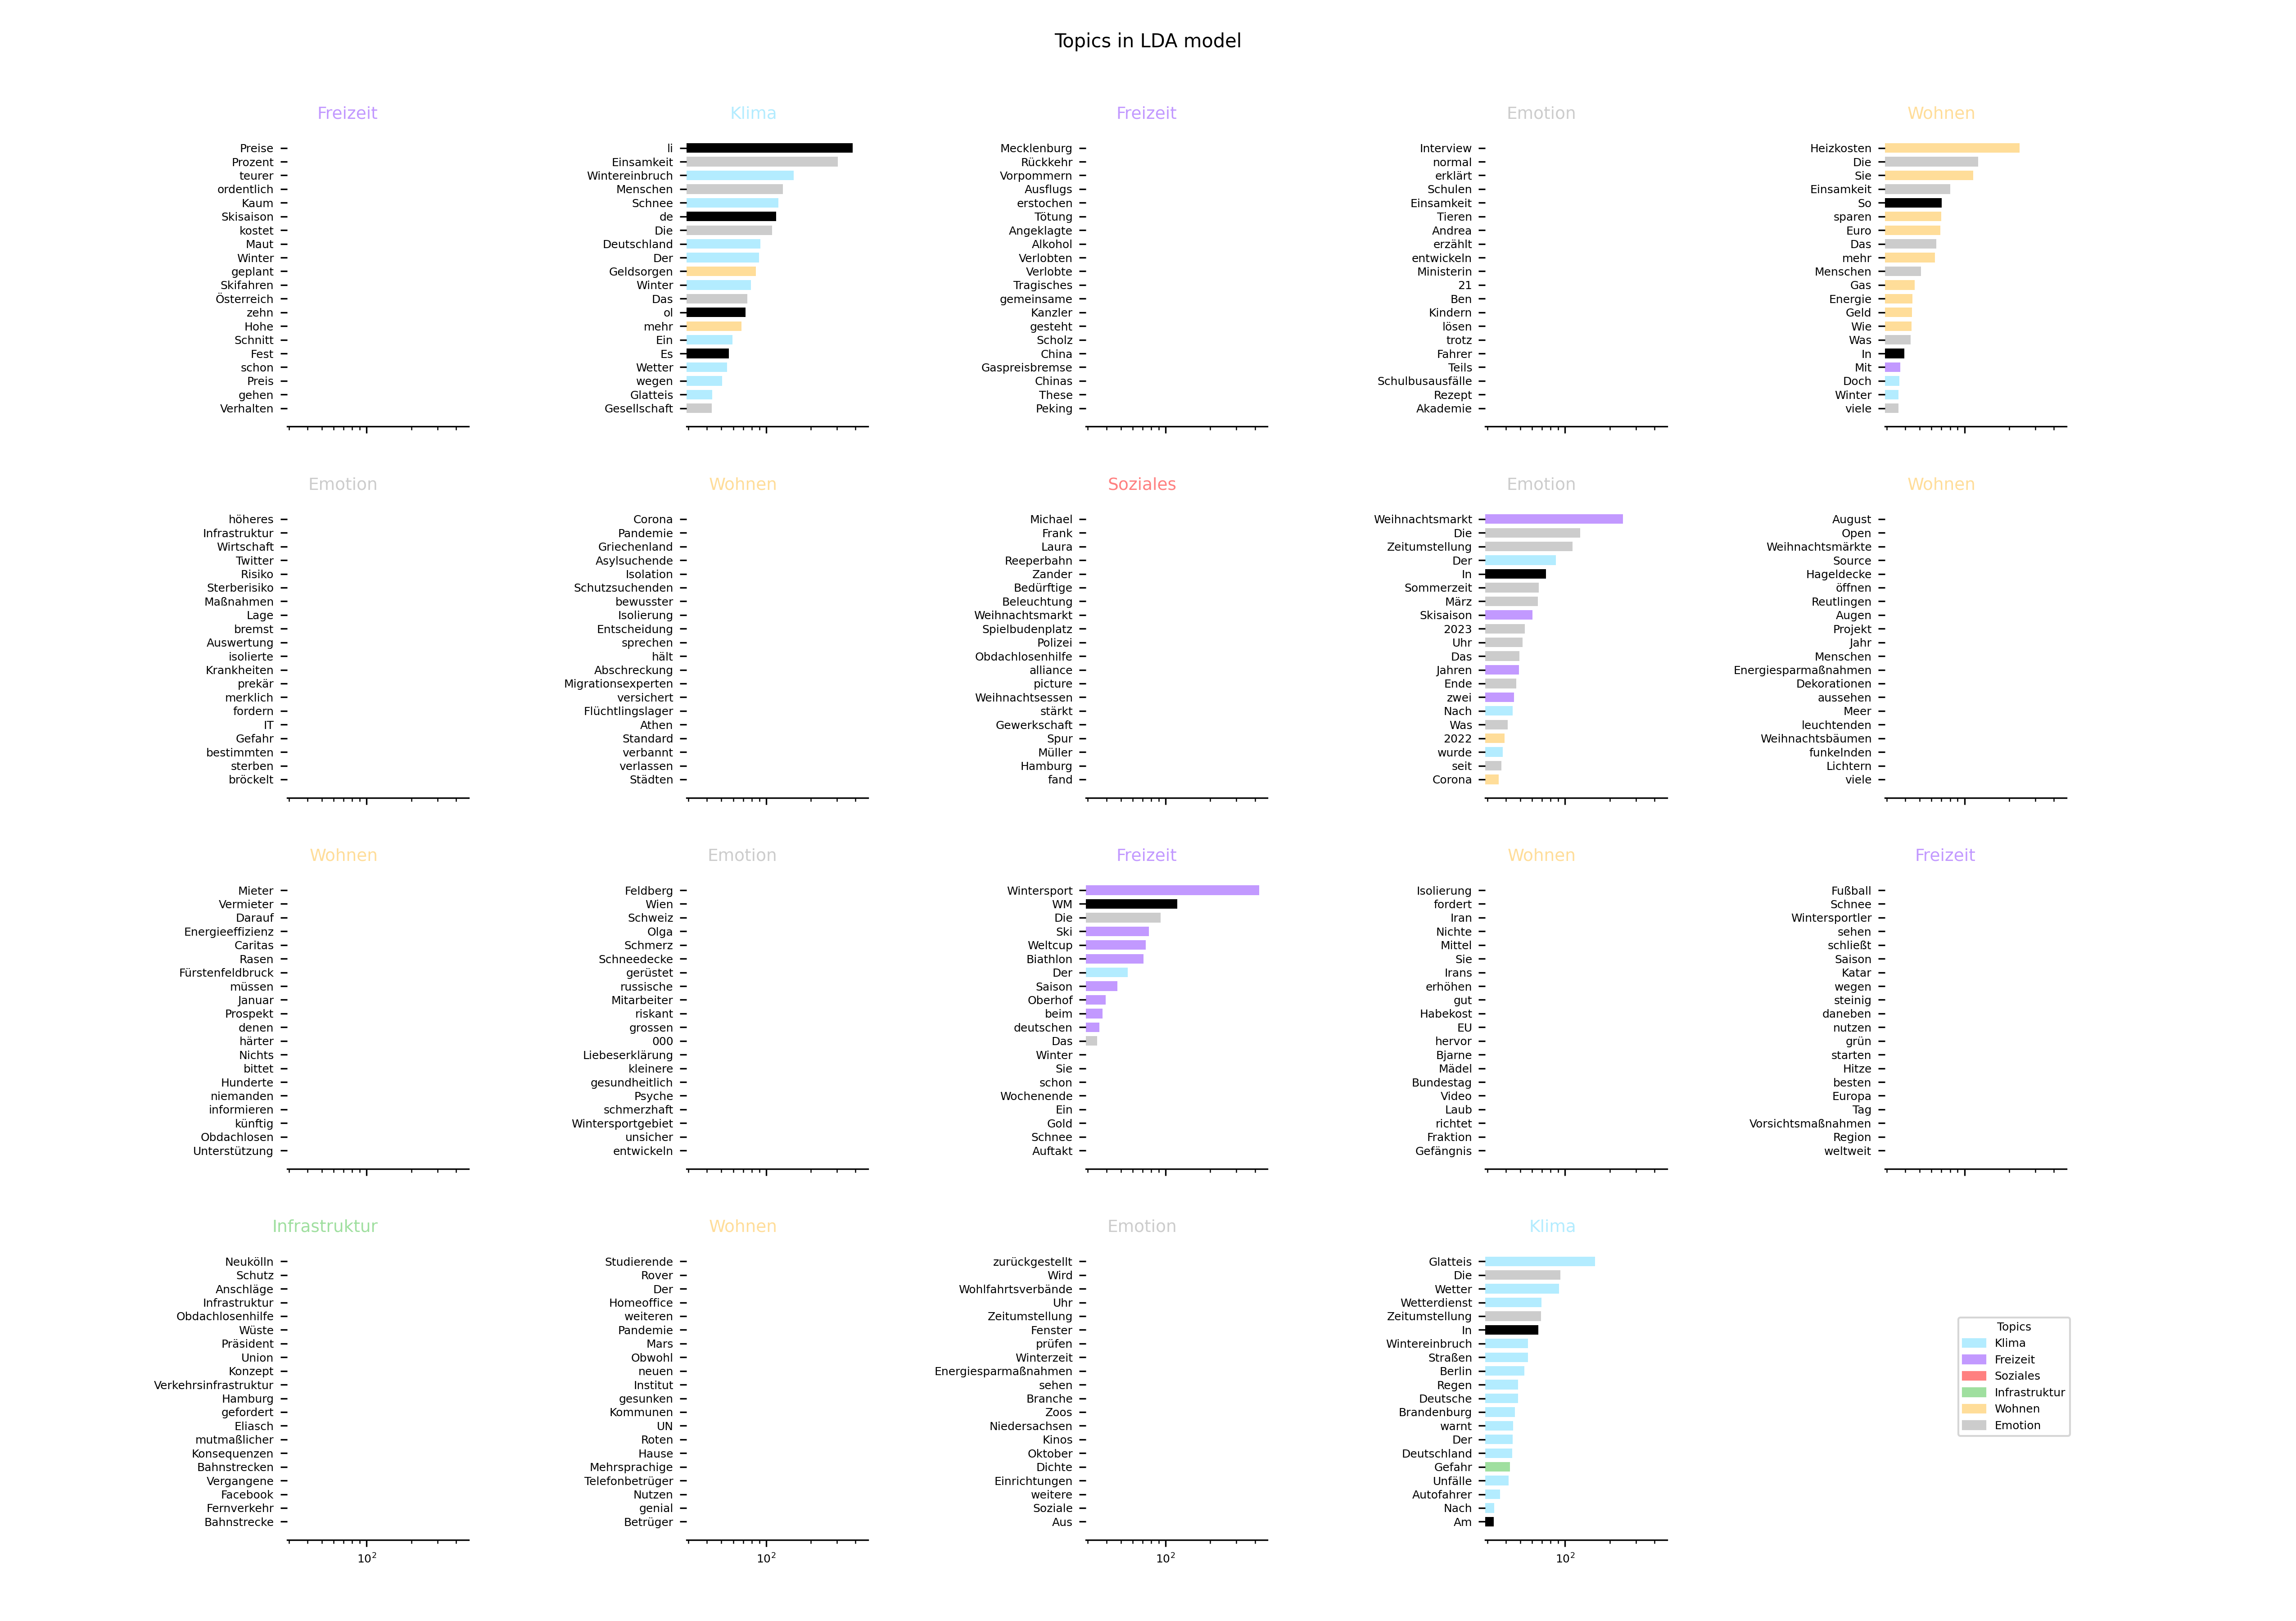 Topics in LDA model
Freizeit
Preise
Prozent
teurer
ordentlich
Kaum
Skisaison
kostet
Maut
Winter
geplant
Skifahren
Österreich
zehn
Hohe
Schnitt
Fest
schon
Preis
gehen
Verhalten
Klima
li
Einsamkeit
Wintereinbruch
Menschen
Schnee
de
Die
Deutschland
Der
Geldsorgen
Winter
Das
ol
mehr
Ein
Es
Wetter
wegen
Glatteis
Gesellschaft
Freizeit
Mecklenburg
Rückkehr
Vorpommern
Ausflugs
erstochen
Tötung
Angeklagte
Alkohol
Verlobten
Verlobte
Tragisches
gemeinsame
Kanzler
gesteht
Scholz
China
Gaspreisbremse
Chinas
These
Peking
Emotion
Interview
normal
erklärt
Schulen
Einsamkeit
Tieren
Andrea
erzählt
entwickeln
Ministerin
21
Ben
Kindern
lösen
trotz
Fahrer
Teils
Schulbusausfälle
Rezept
Akademie
Wohnen
Heizkosten
Die
Sie
Einsamkeit
So
sparen
Euro
Das
mehr
Menschen
Gas
Energie
Geld
Wie
Was
In
Mit
Doch
Winter
viele
Emotion
höheres
Infrastruktur
Wirtschaft
Twitter
Risiko
Sterberisiko
Maßnahmen
Lage
bremst
Auswertung
isolierte
Krankheiten
prekär
merklich
fordern
IT
Gefahr
bestimmten
sterben
bröckelt
Wohnen
Corona
Pandemie
Griechenland
Asylsuchende
Isolation
Schutzsuchenden
bewusster
Isolierung
Entscheidung
sprechen
hält
Abschreckung
Migrationsexperten
versichert
Flüchtlingslager
Athen
Standard
verbannt
verlassen
Städten
Soziales
Michael
Frank
Laura
Reeperbahn
Zander
Bedürftige
Beleuchtung
Weihnachtsmarkt
Spielbudenplatz
Polizei
Obdachlosenhilfe
alliance
picture
Weihnachtsessen
stärkt
Gewerkschaft
Spur
Müller
Hamburg
fand
Emotion
Weihnachtsmarkt
Die
Zeitumstellung
Der
In
Sommerzeit
März
Skisaison
2023
Uhr
Das
Jahren
Ende
zwei
Nach
Was
2022
wurde
seit
Corona
Wohnen
August
Open
Weihnachtsmärkte
Source
Hageldecke
öffnen
Reutlingen
Augen
Projekt
Jahr
Menschen
Energiesparmaßnahmen
Dekorationen
aussehen
Meer
leuchtenden
Weihnachtsbäumen
funkelnden
Lichtern
viele
Wohnen
Mieter
Vermieter
Darauf
Energieeffizienz
Caritas
Rasen
Fürstenfeldbruck
müssen
Januar
Prospekt
denen
härter
Nichts
bittet
Hunderte
niemanden
informieren
künftig
Obdachlosen
Unterstützung
Emotion
Feldberg
Wien
Schweiz
Olga
Schmerz
Schneedecke
gerüstet
russische
Mitarbeiter
riskant
grossen
000
Liebeserklärung
kleinere
gesundheitlich
Psyche
schmerzhaft
Wintersportgebiet
unsicher
entwickeln
Freizeit
Wintersport
WM
Die
Ski
Weltcup
Biathlon
Der
Saison
Oberhof
beim
deutschen
Das
Winter
Sie
schon
Wochenende
Ein
Gold
Schnee
Auftakt
Wohnen
Isolierung
fordert
Iran
Nichte
Mittel
Sie
Irans
erhöhen
gut
Habekost
EU
hervor
Bjarne
Mädel
Bundestag
Video
Laub
richtet
Fraktion
Gefängnis
Freizeit
Fußball
Schnee
Wintersportler
sehen
schließt
Saison
Katar
wegen
steinig
daneben
nutzen
grün
starten
Hitze
besten
Europa
Tag
Vorsichtsmaßnahmen
Region
weltweit
Infrastruktur
Neukölln
Schutz
Anschläge
Infrastruktur
Obdachlosenhilfe
Wüste
Präsident
Union
Konzept
Verkehrsinfrastruktur
Hamburg
gefordert
Eliasch
mutmaßlicher
Konsequenzen
Bahnstrecken
Vergangene
Facebook
Fernverkehr
Bahnstrecke
10²
Wohnen
Studierende
Rover
Der
Homeoffice
weiteren
Pandemie
Mars
Obwohl
neuen
Institut
gesunken
Kommunen
UN
Roten
Hause
Mehrsprachige
Telefonbetrüger
Nutzen
genial
Betrüger
10²
Emotion
zurückgestellt
Wird
Wohlfahrtsverbände
Uhr
Zeitumstellung
Fenster
prüfen
Winterzeit
Energiesparmaßnahmen
sehen
Branche
Zoos
Niedersachsen
Kinos
Oktober
Dichte
Einrichtungen
weitere
Soziale
Aus
10²
Klima
Glatteis
Die
Wetter
Wetterdienst
Zeitumstellung
In
Wintereinbruch
Straßen
Berlin
Regen
Deutsche
Brandenburg
warnt
Der
Deutschland
Gefahr
Unfälle
Autofahrer
Nach
Am
10²
Topics
Klima
Freizeit
Soziales
Infrastruktur
Wohnen
Emotion